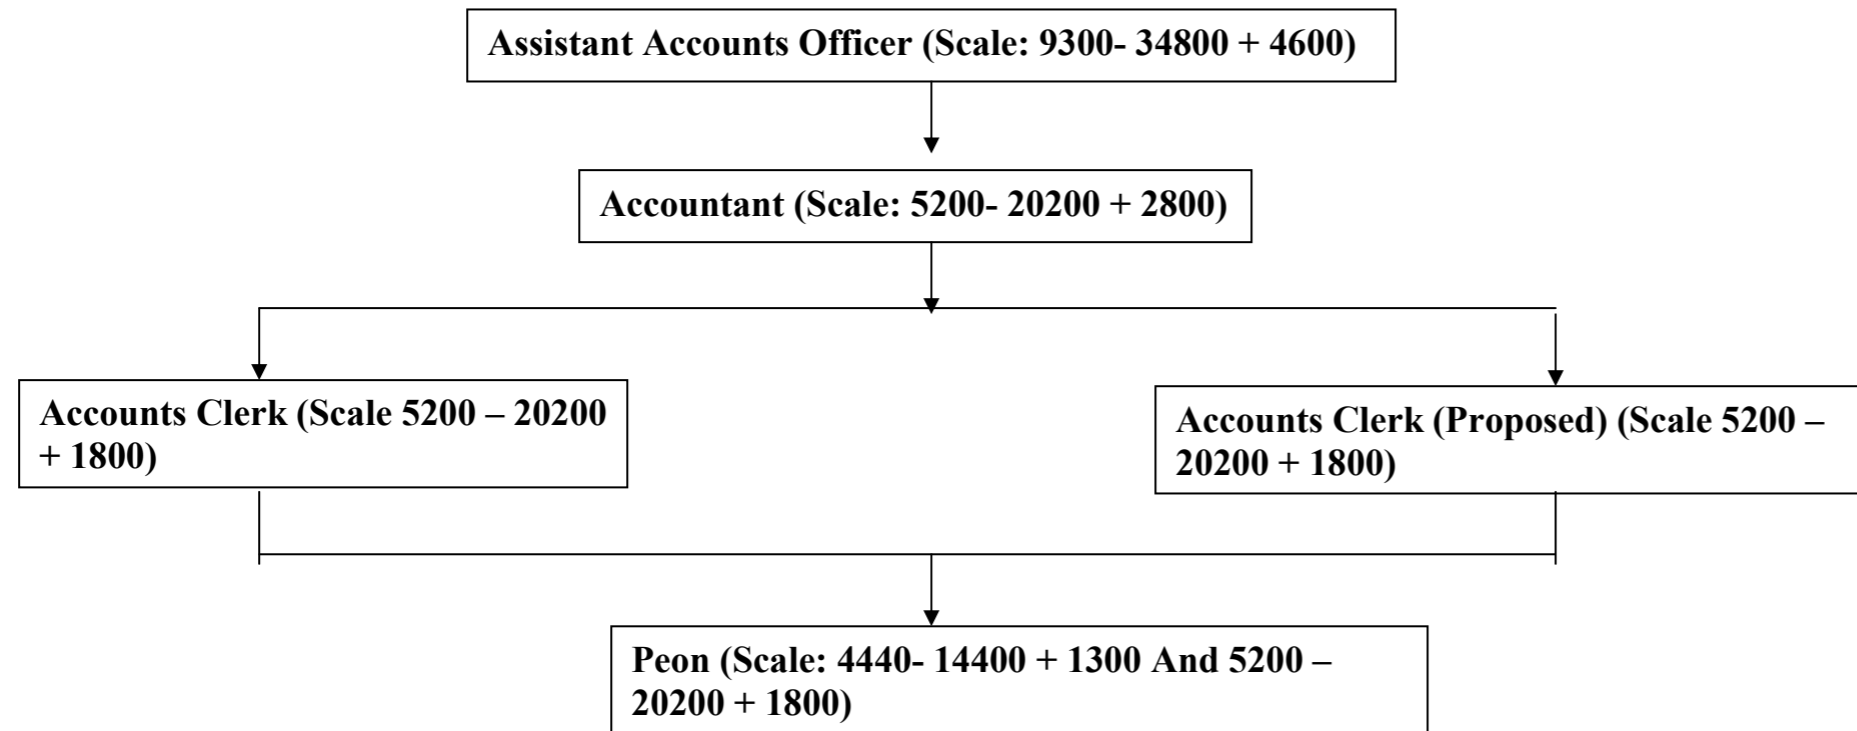 Assistant Accounts Officer (Scale: 9300- 34800 + 4600)
Accountant (Scale: 5200- 20200 + 2800)
Accounts Clerk (Scale 5200 – 20200
+ 1800)
Accounts Clerk (Proposed) (Scale 5200 –
20200 + 1800)
Peon (Scale: 4440- 14400 + 1300 And 5200 –
20200 + 1800)